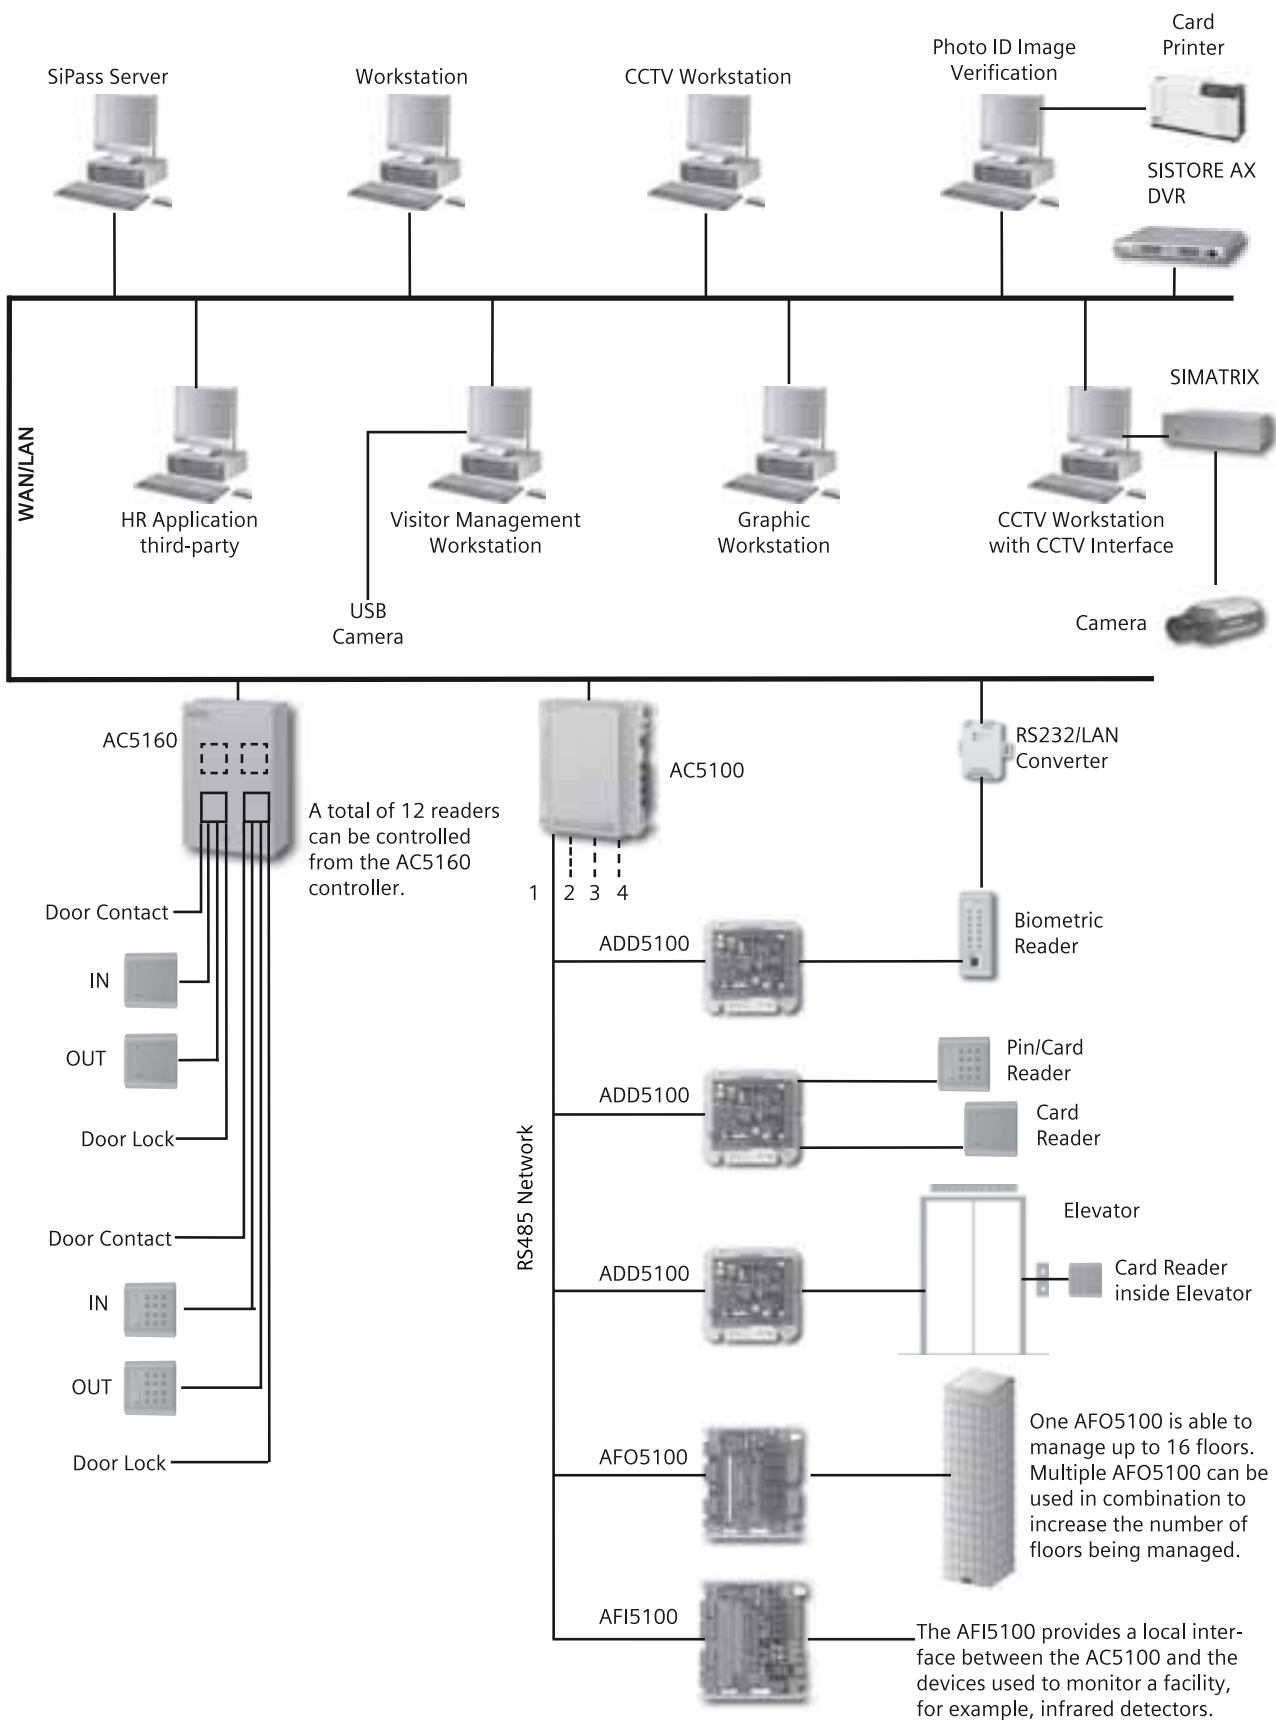 Card
Printer
Photo ID Image
Verification
SiPass Server
Workstation
CCTV Workstation
SISTORE AX
DVR
SIMATRIX
WAN/LAN
HR Application
third-party
Visitor Management
Workstation
Graphic
Workstation
CCTV Workstation
with CCTV Interface
USB
Camera
Camera
AC5160
A total of 12 readers
can be controlled
from the AC5160
controller.
AC5100
RS232/LAN
Converter
1
2
3
4
Door Contact
IN
OUT
Door Lock
Door Contact
IN
OUT
Door Lock
RS485 Network
ADD5100
Biometric
Reader
ADD5100
Pin/Card
Reader
Card
Reader
ADD5100
Elevator
Card Reader
inside Elevator
AFO5100
One AFO5100 is able to
manage up to 16 floors.
Multiple AFO5100 can be
used in combination to
increase the number of
floors being managed.
AFI5100
The AFI5100 provides a local inter-
face between the AC5100 and the
devices used to monitor a facility,
for example, infrared detectors.